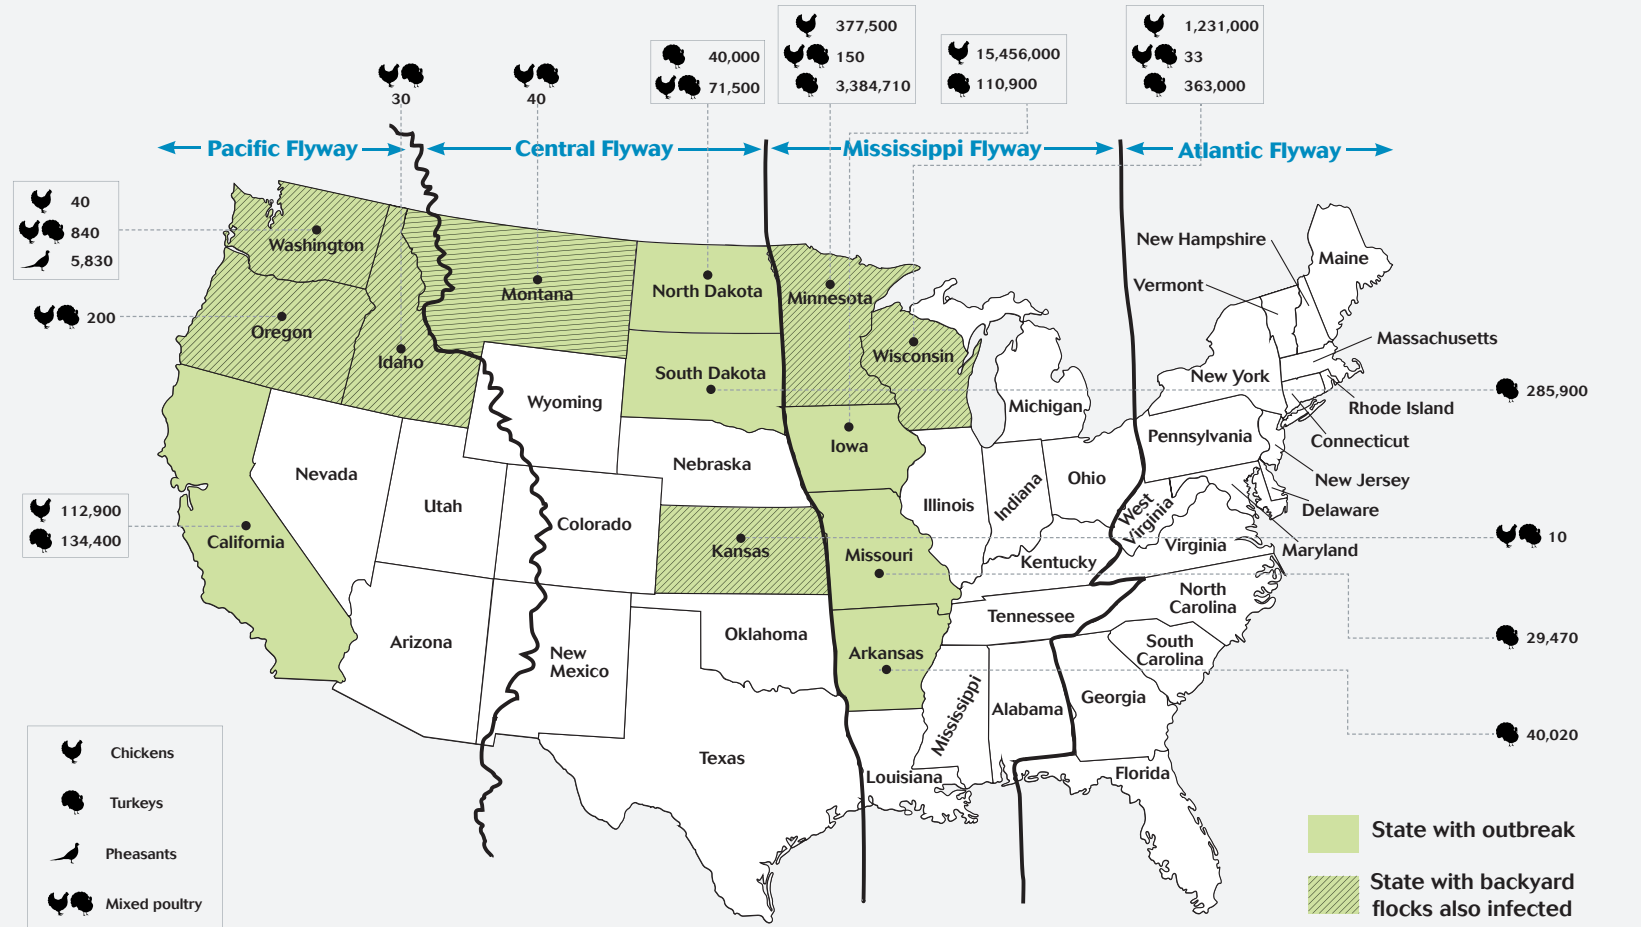 377,500
150
3,384,710
15,456,000
110,900
1,231,000
33
363,000
40,000
71,500
30
40
Pacific Flyway
Central Flyway
Mississippi Flyway
Atlantic Flyway
40
840
5,830
200
112,900
134,400
Washington
Oregon
Idaho
Montana
North Dakota
South Dakota
Minnesota
Wisconsin
Wyoming
Nebraska
Iowa
Michigan
California
Nevada
Utah
Colorado
Kansas
Missouri
Illinois
Indiana
Ohio
Kentucky
West
Virginia
Arizona
New
Mexico
Oklahoma
Texas
Arkansas
Louisiana
Mississippi
Alabama
Tennessee
Georgia
Florida
South
Carolina
North
Carolina
Virginia
Pennsylvania
New York
Maine
New Hampshire
Vermont
Massachusetts
Rhode Island
Connecticut
New Jersey
Delaware
Maryland
285,900
10
29,470
40,020
Chickens
Turkeys
Pheasants
Mixed poultry
State with outbreak
State with backyard
flocks also infected